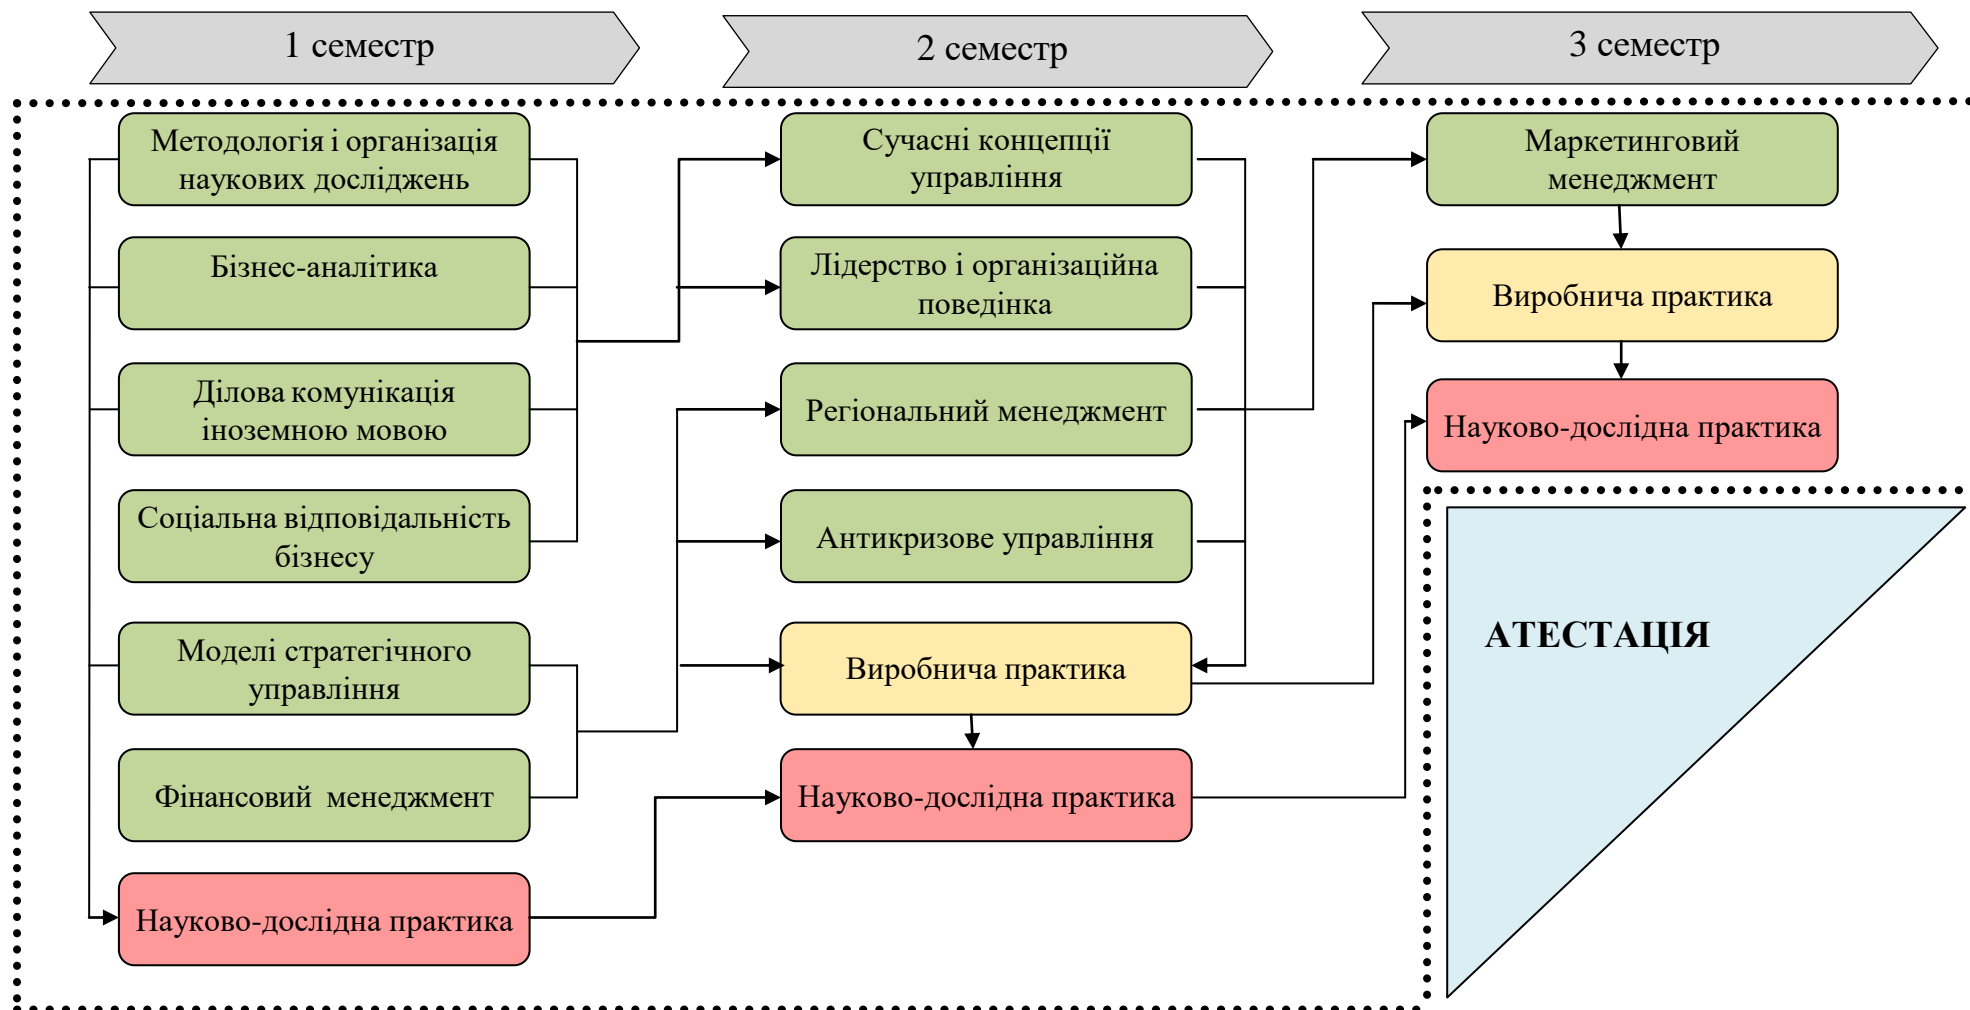 1 семестр
2 семестр
3 семестр
Методологія і організація
наукових досліджень
Бізнес-аналітика
Ділова комунікація
іноземною мовою
Соціальна відповідальність
бізнесу
Моделі стратегічного
управління
Фінансовий  менеджмент
Науково-дослідна практика
Сучасні концепції
управління
Лідерство і організаційна
поведінка
Регіональний менеджмент
Антикризове управління
Виробнича практика
Науково-дослідна практика
Маркетинговий
менеджмент
Виробнича практика
Науково-дослідна практика
АТЕСТАЦІЯ